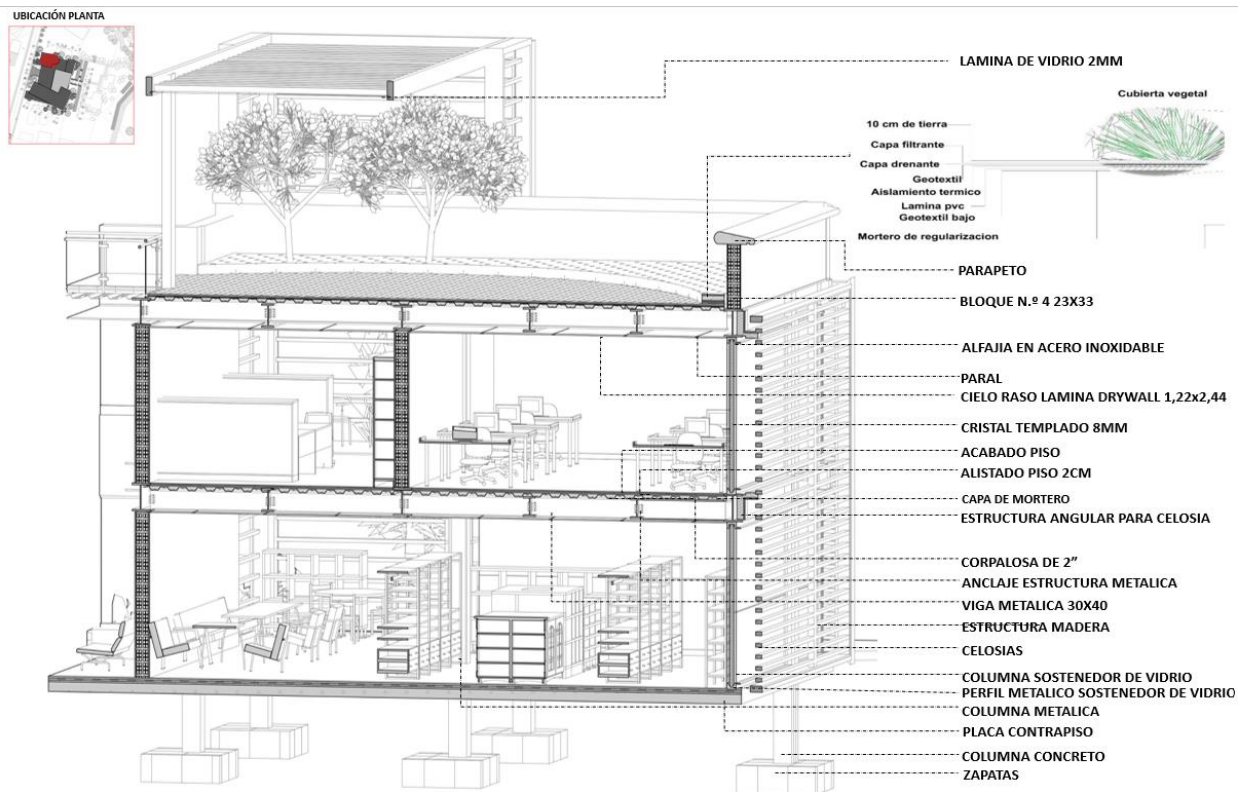 UBICACIÓN PLANTA
LAMINA DE VIDRIO 2MM
Cubierta vegetal
10 cm de tierra
Capa filtrante
Capa drenante
Geotextil
Aislamiento termico
Lamina pvc
Geotextil bajo
Mortero de regularizacion
PARAPETO
BLOQUE N.º 4 23X33
ALFAJIA EN ACERO INOXIDABLE
PARAL
CIELO RASO LAMINA DRYWALL 1,22x2,44
CRISTAL TEMPLADO 8MM
ACABADO PISO
ALISTADO PISO 2CM
CAPA DE MORTERO
ESTRUCTURA ANGULAR PARA CELOSIA
CORPALOSA DE 2”
ANCLAJE ESTRUCTURA METALICA
VIGA METALICA 30X40
ESTRUCTURA MADERA
CELOSIAS
COLUMNA SOSTENEDOR DE VIDRIO
PERFIL METALICO SOSTENEDOR DE VIDRIO
COLUMNA METALICA
PLACA CONTRAPISO
COLUMNA CONCRETO
ZAPATAS